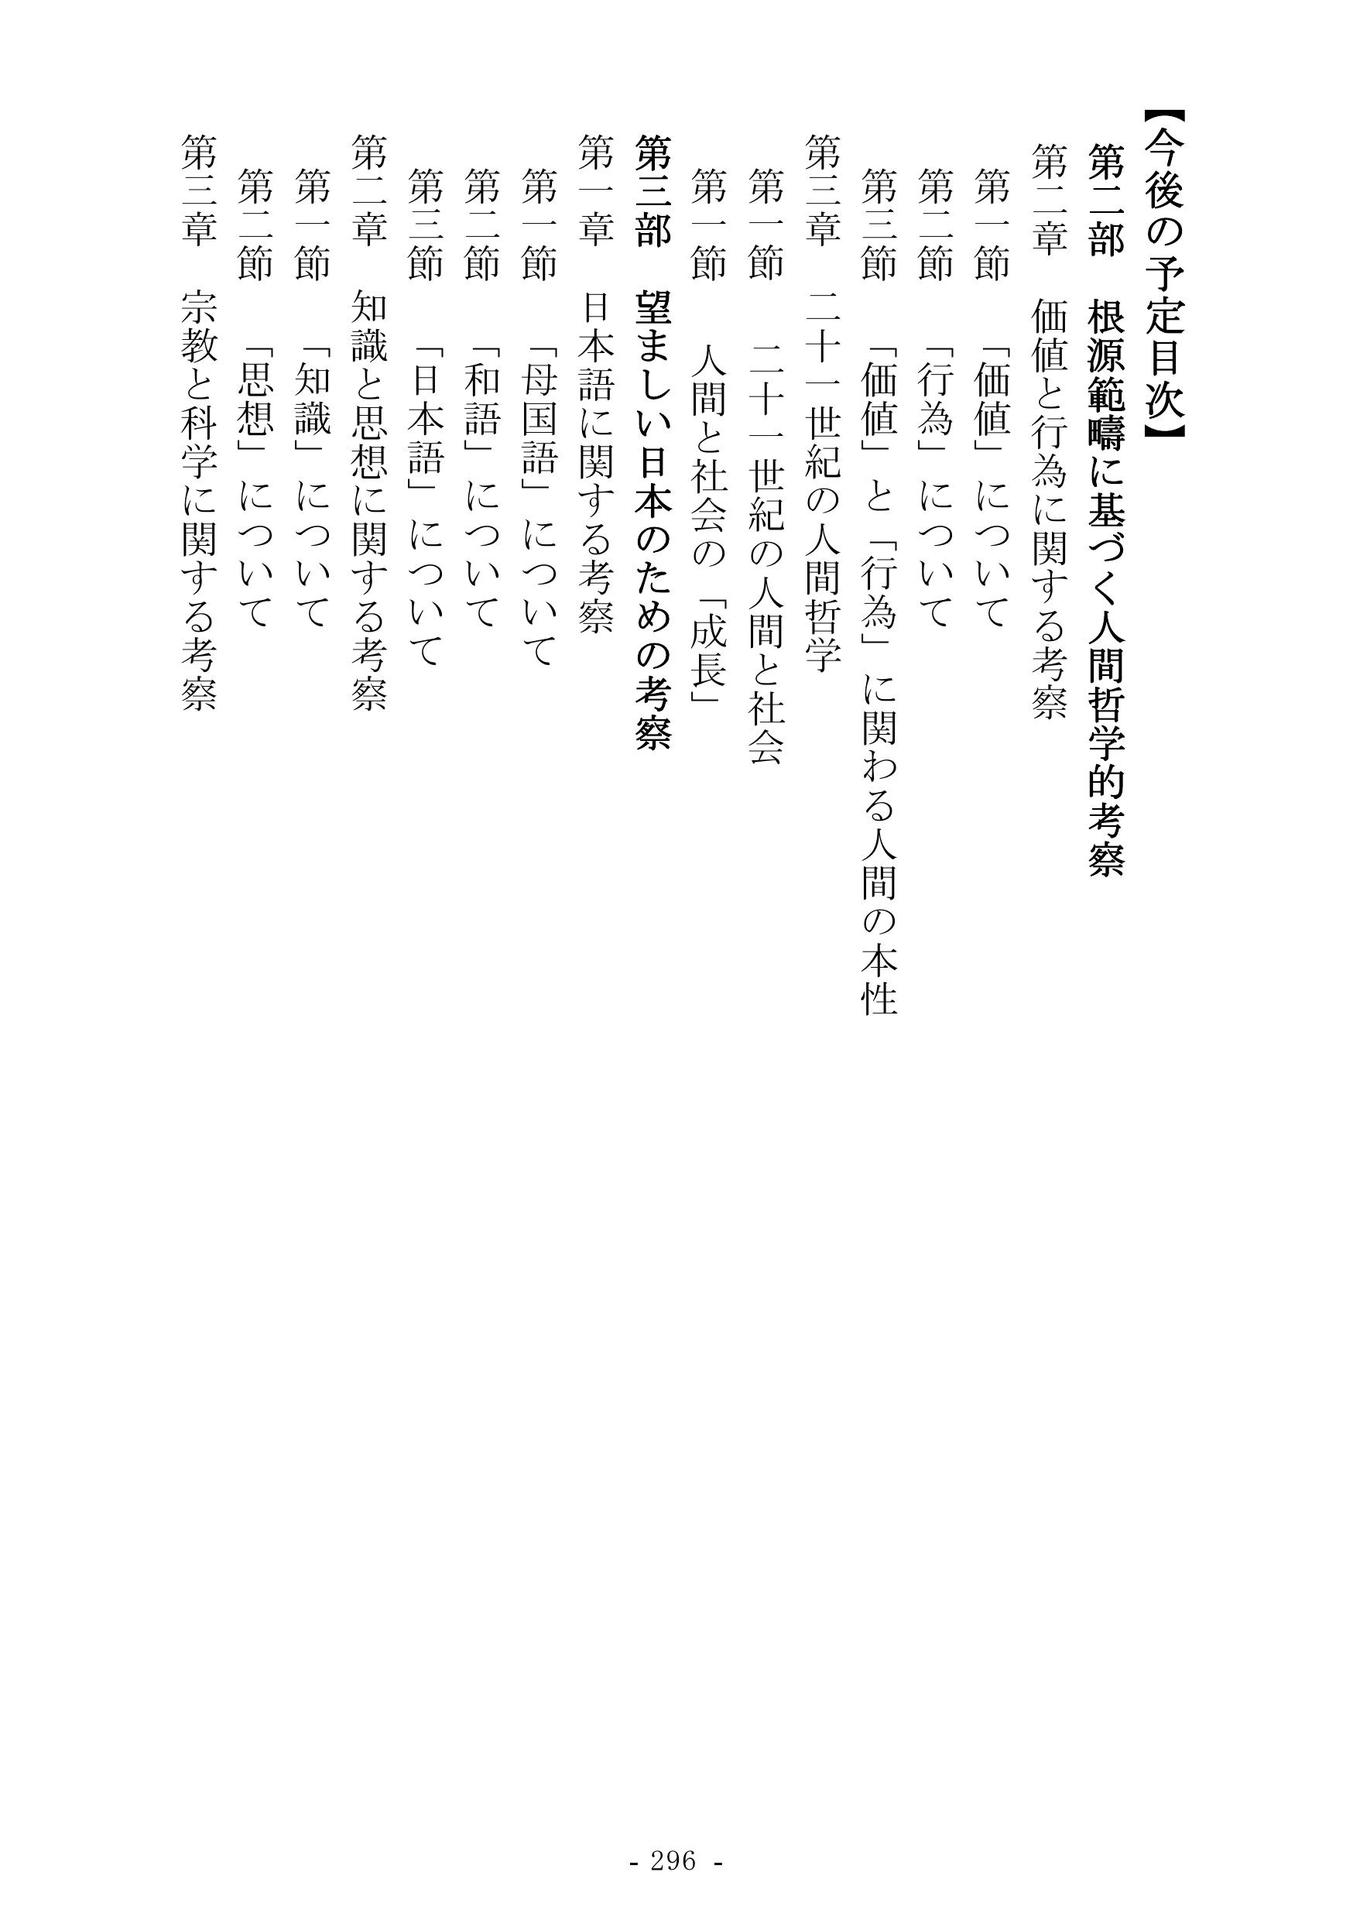 【今後の予定目次】
第二部　根源範疇に基づく人間哲学的考察
第二章　価値と行為に関する考察
第一節　「価値」について
第二節　「行為」について
第三節　「価値」と「行為」に関わる人間の本性
第三章　二十一世紀の人間哲学
第一節　二十一世紀の人間と社会
第一節　人間と社会の「成長」
第三部　望ましい日本のための考察
第一章　日本語に関する考察
第一節　「母国語」について
第二節　「和語」について
第三節　「日本語」について
第二章　知識と思想に関する考察
第一節　「知識」について
第二節　「思想」について
第三章　宗教と科学に関する考察
- 296 -